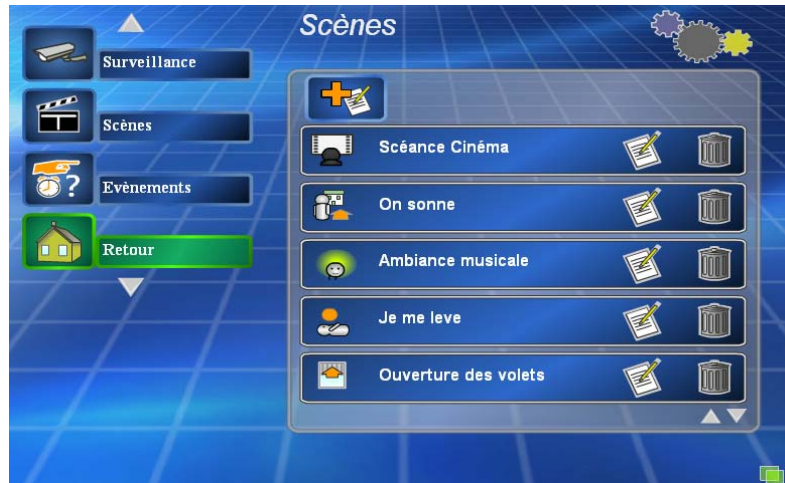 Scènes
Surveillance
Scènes
Evènements
Retour
Scéance Cinéma
On sonne
Ambiance musicale
Je me leve
Ouverture des volets